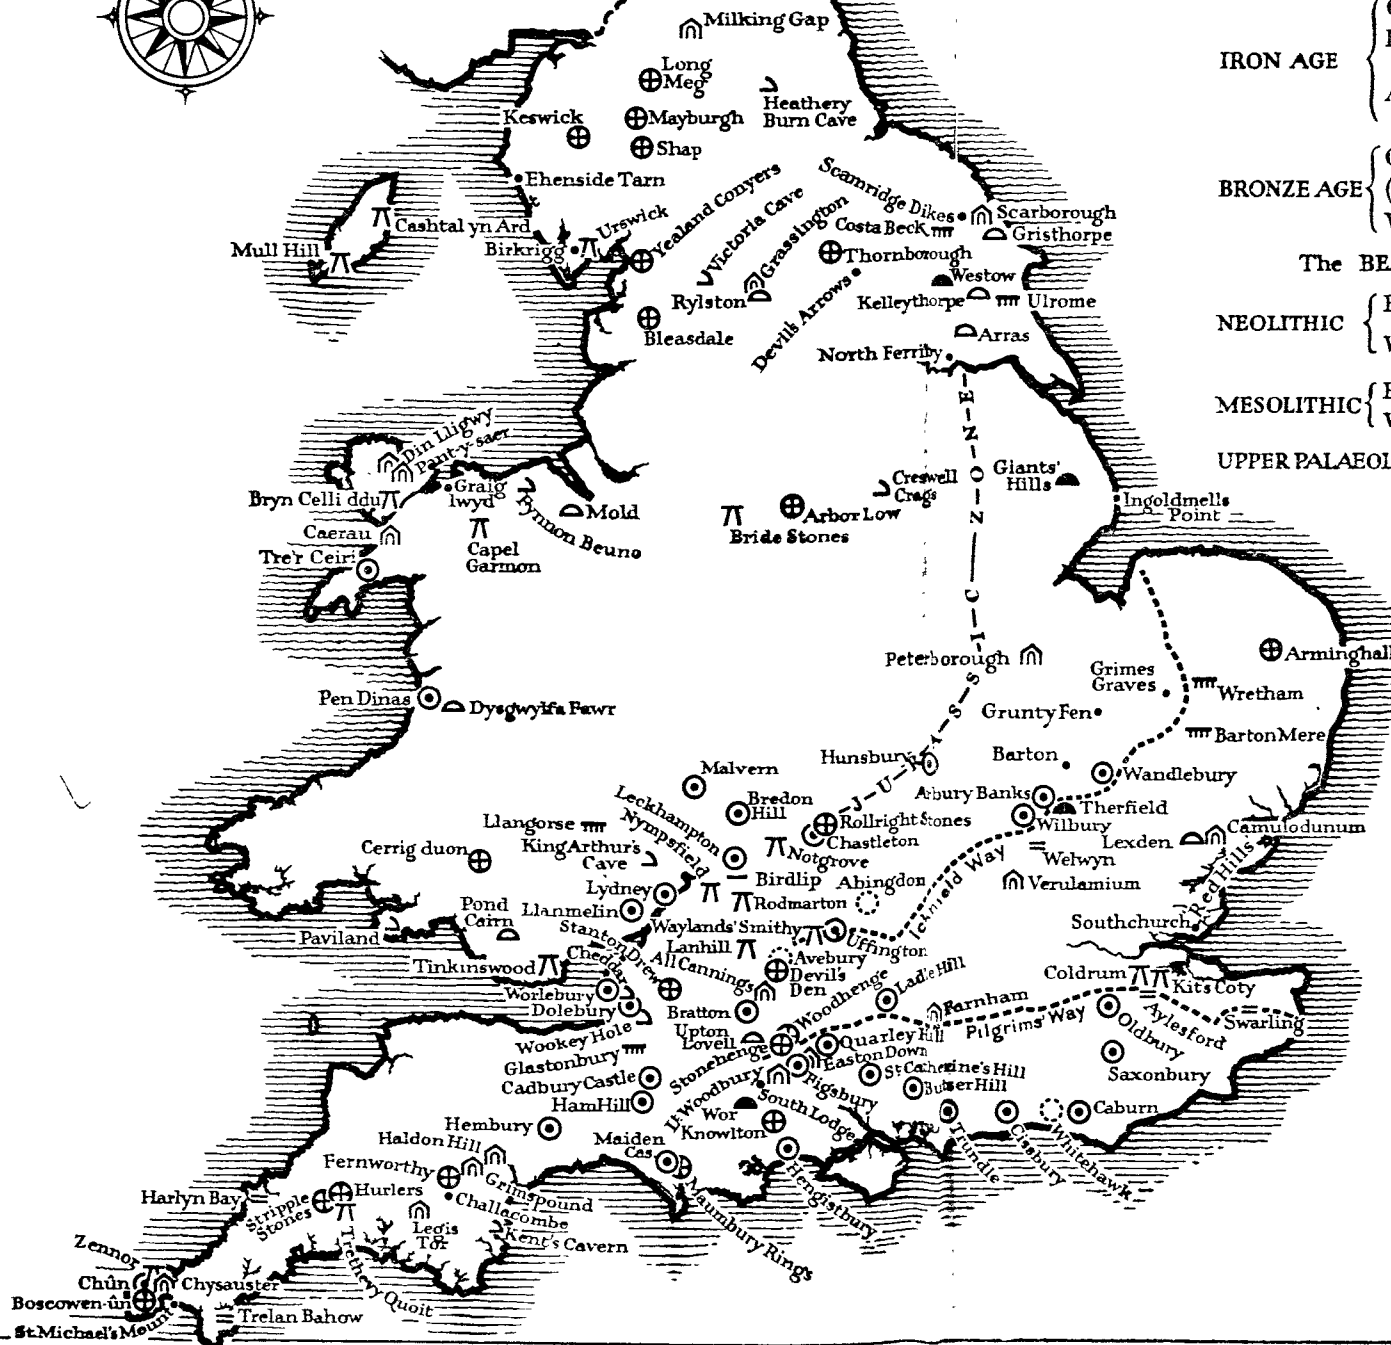 Milking Gap
Long
Meg
Heathery
Burn Cave
Keswick
Mayburgh
Shap
Ehenside Tarn
Cashtal yn Ard
Mull Hill
Birkrigg
Urswick
Yealand Conyers
Victoria Cave
Grassington
Scamridge Dikes
Scarborough
Gristhorpe
Costa Beck
Thornborough
Westow
Kelleythorpe
Ulrome
Rylston
Bleasdale
Devil's Arrows
Arras
North Ferriby
IRON AGE
BRONZE AGE
The BE
NEOLITHIC
MESOLITHIC
UPPER PALAEOL
Din Lligwy
Pant-y-saer
Bryn Celli ddu
Graig
lwyd
Ffynnon Beuno
Mold
Caerau
Tre'r Ceiri
Capel
Garmon
Bride Stones
Arbor Low
Creswell
Crags
Giants'
Hills
Ingoldmells
Point
JURASSIC ZONE
Peterborough
Grimes
Graves
Arminghall
Wretham
Grunty Fen
Barton Mere
Pen Dinas
Dysgwylfa Fawr
Hunsbury
Barton
Wandlebury
Malvern
Bredon
Hill
Arbury Banks
Therfield
Wilbury
Leckhampton
Nympsfield
Rollright Stones
Chastleton
Notgrove
Llangorse
King Arthur's
Cave
Cerrig duon
Welwyn
Lexden
Camulodunum
Verulamium
Red Hills
Southchurch
Icknield Way
Birdlip
Abingdon
Lydney
Rodmarton
Llanmelin
Pond
Cairn
Paviland
Waylands' Smithy
Uffington
Stanton Drew
Lanhill
Avebury
Devil's
Den
All Cannings
Tinkinswood
Cheddar
Worlebury
Dolebury
Bratton
Woodhenge
Ladle Hill
Farnham
Pilgrims' Way
Coldrum
Kit's Coty
Aylesford
Swarling
Oldbury
Saxonbury
Wookey Hole
Upton
Lovell
Stonehenge
Quarley Hill
Easton Down
Glastonbury
Cadbury Castle
Ham Hill
Lt. Woodbury
Figsbury
St Catherine's Hill
Butser Hill
Wor
Knowlton
South Lodge
Hembury
Maiden
Cas
Haldon Hill
Fernworthy
Grimspound
Challacombe
Trundle
Cissbury
Whitehawk
Caburn
Hengistbury
Maumbury Rings
Harlyn Bay
Stripple
Stones
Hurlers
Legis
Tor
Kent's Cavern
Trethevy Quoit
Zennor
Chûn
Chysauster
Boscowen-ûn
St Michael's Mount
Trelan Bahow